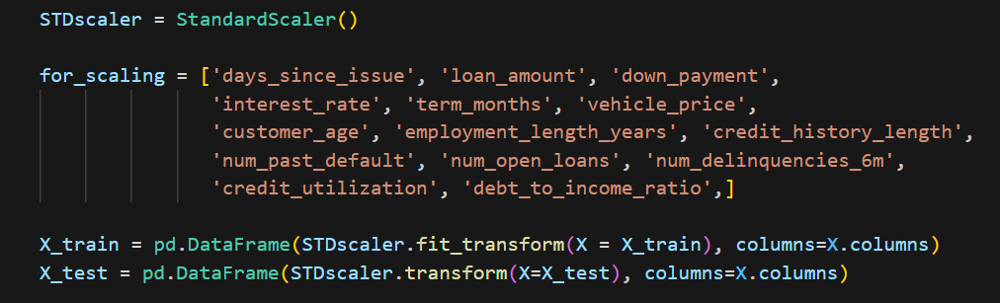 STDscaler = StandardScaler()
for_scaling = ['days_since_issue', 'loan_amount', 'down_payment',
'interest_rate', 'term_months', 'vehicle_price',
'customer_age', 'employment_length_years', 'credit_history_length',
'num_past_default', 'num_open_loans', 'num_delinquencies_6m',
'credit_utilization', 'debt_to_income_ratio',]
X_train = pd.DataFrame(STDscaler.fit_transform(X = X_train), columns=X.columns)
X_test = pd.DataFrame(STDscaler.transform(X=X_test), columns=X.columns)